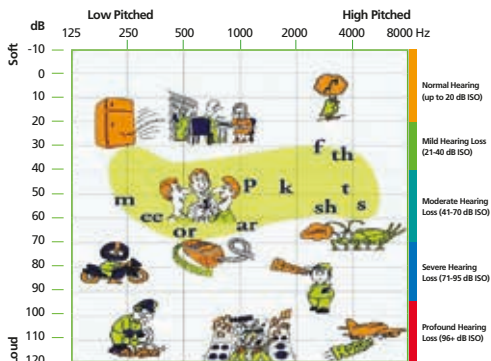 Low Pitched High Pitched
dB
125 250 500 1000 2000 4000 8000 Hz
Soft
-10
0
10
20
30
40
50
60
70
80
90
100
110
120
Loud
f th
p k t
m sh s
ee ar
or
Normal Hearing
(up to 20 dB ISO)
Mild Hearing Loss
(21-40 dB ISO)
Moderate Hearing
Loss (41-70 dB ISO)
Severe Hearing
Loss (71-95 dB ISO)
Profound Hearing
Loss (96+ dB ISO)